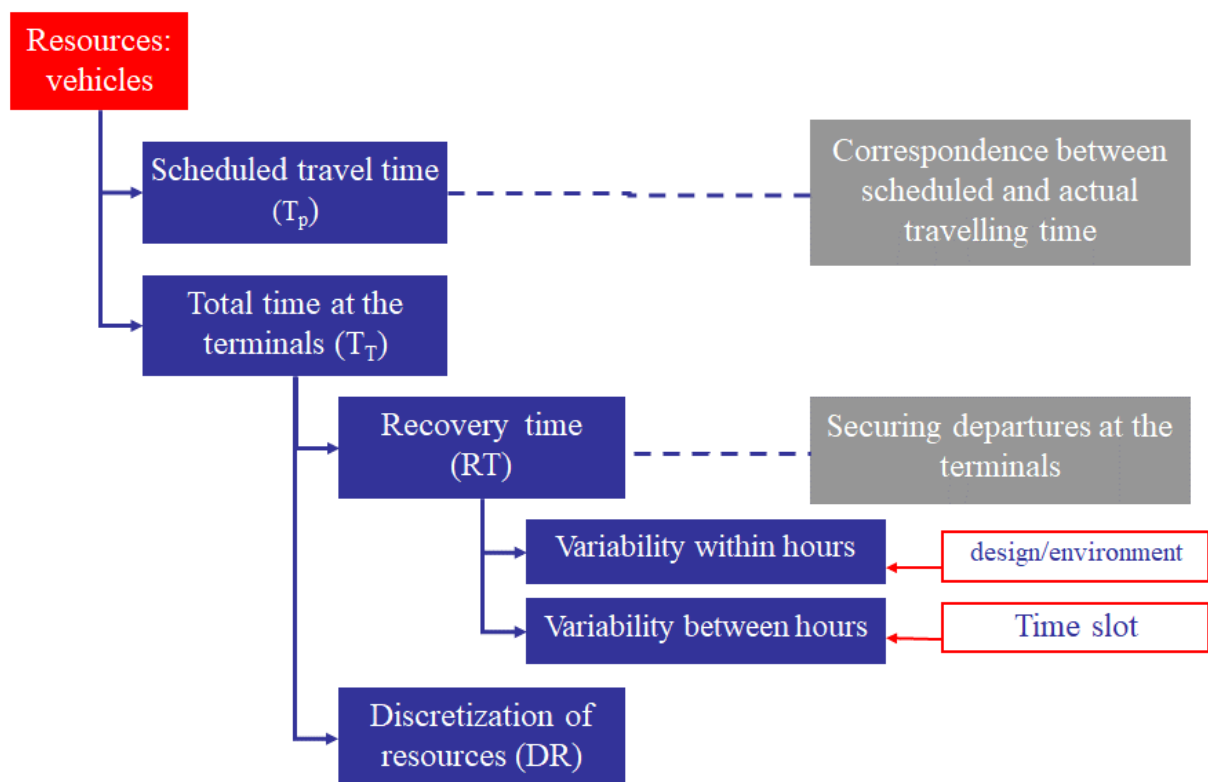 Resources:
vehicles
Scheduled travel time
(Tp)
Correspondence between
scheduled and actual
travelling time
Total time at the
terminals (TT)
Recovery time
(RT)
Securing departures at the
terminals
Variability within hours
design/environment
Variability between hours
Time slot
Discretization of
resources (DR)